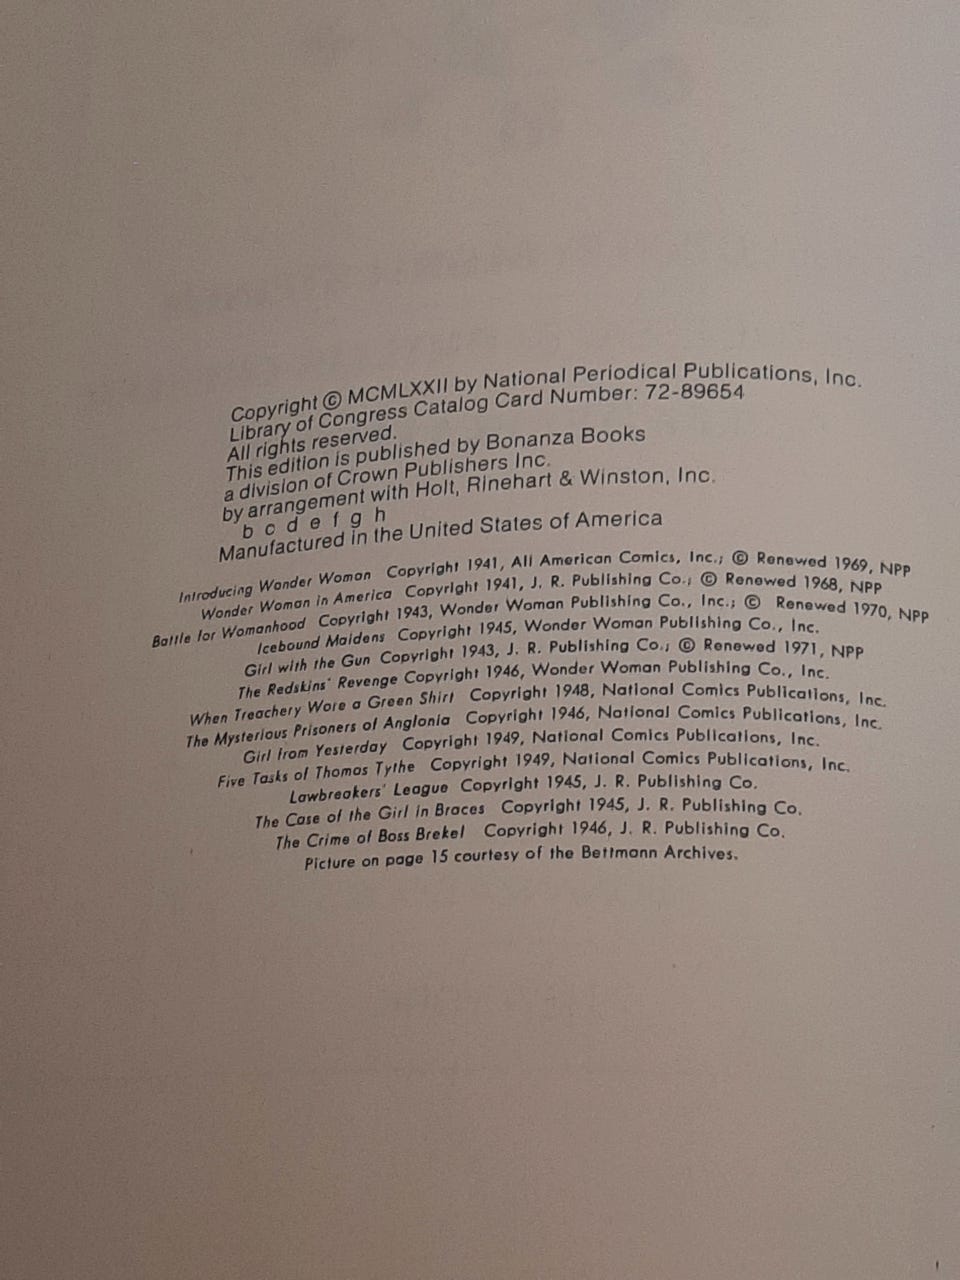 Copyright © MCMLXXII by National Periodical Publications, Inc.
Library of Congress Catalog Card Number: 72-89654
All rights reserved.
This edition is published by Bonanza Books
a division of Crown Publishers Inc.
by arrangement with Holt, Rinehart & Winston, Inc.
b c d e f g h
Manufactured in the United States of America
Introducing Wonder Woman Copyright 1941, All American Comics, Inc.; © Renewed 1969, NPP
Wonder Woman in America Copyright 1941, J. R. Publishing Co.; © Renewed 1968, NPP
Battle for Womanhood Copyright 1943, Wonder Woman Publishing Co., Inc.; © Renewed 1970, NPP
Icebound Maidens Copyright 1945, Wonder Woman Publishing Co., Inc.
Girl with the Gun Copyright 1943, J. R. Publishing Co.; © Renewed 1971, NPP
The Redskins' Revenge Copyright 1946, Wonder Woman Publishing Co., Inc.
When Treachery Wore a Green Shirt Copyright 1948, National Comics Publications, Inc.
The Mysterious Prisoners of Anglonia Copyright 1946, National Comics Publications, Inc.
Girl from Yesterday Copyright 1949, National Comics Publications, Inc.
Five Tasks of Thomas Tythe Copyright 1949, National Comics Publications, Inc.
Lawbreakers' League Copyright 1945, J. R. Publishing Co.
The Case of the Girl in Braces Copyright 1945, J. R. Publishing Co.
The Crime of Boss Brekel Copyright 1946, J. R. Publishing Co.
Picture on page 15 courtesy of the Bettmann Archives.